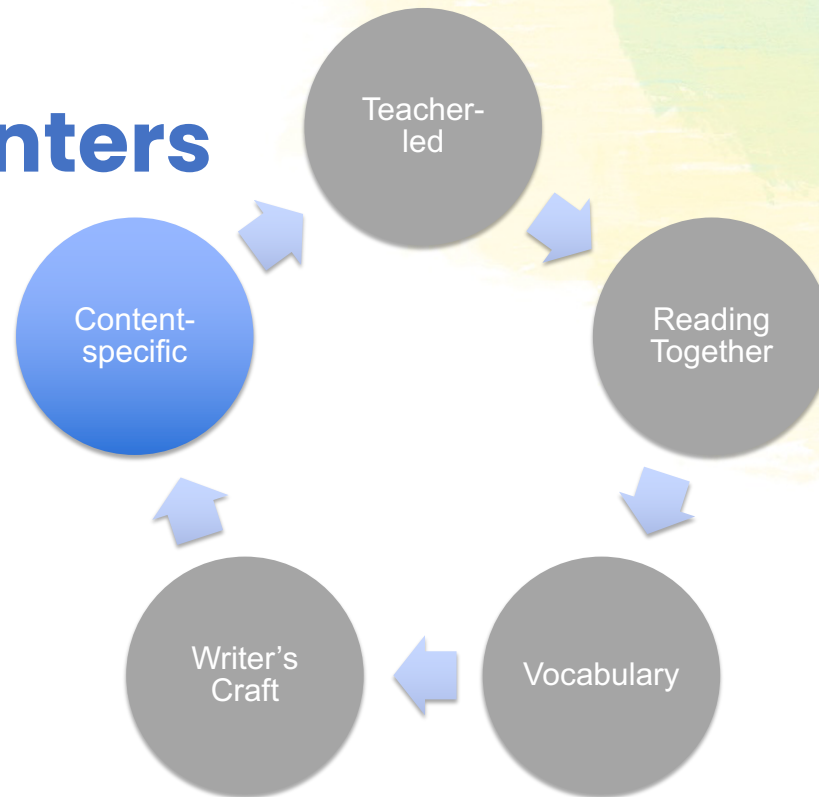 nters
Teacher-
led
Reading
Together
Vocabulary
Writer’s
Craft
Content-
specific